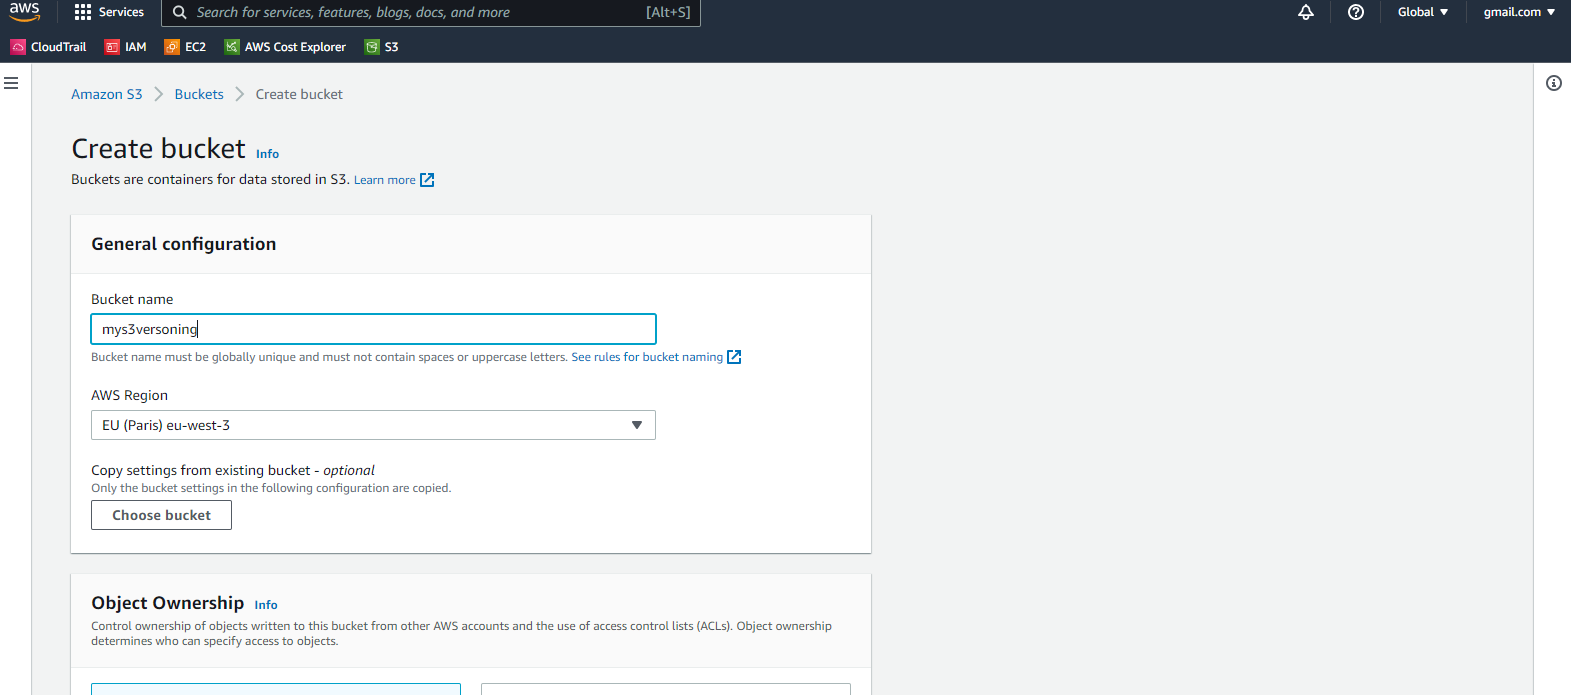 aws Services Search for services, features, blogs, docs, and more [Alt+S] Global gmail.com
CloudTrail IAM EC2 AWS Cost Explorer S3
Amazon S3 Buckets Create bucket
Create bucket Info
Buckets are containers for data stored in S3. Learn more
General configuration
Bucket name
mys3versoning
Bucket name must be globally unique and must not contain spaces or uppercase letters. See rules for bucket naming
AWS Region
EU (Paris) eu-west-3
Copy settings from existing bucket - optional
Only the bucket settings in the following configuration are copied.
Choose bucket
Object Ownership Info
Control ownership of objects written to this bucket from other AWS accounts and the use of access control lists (ACLs). Object ownership
determines who can specify access to objects.